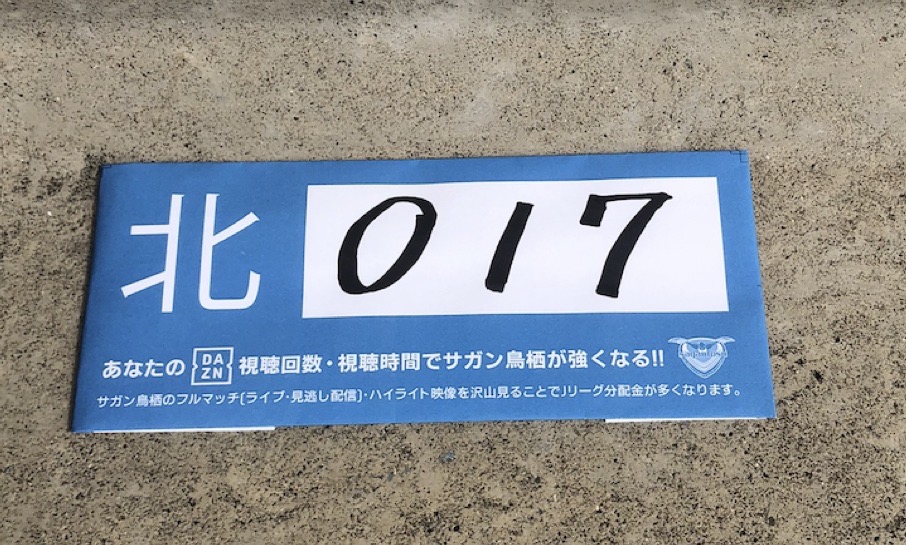 北 017
あなたの DAZN 視聴回数・視聴時間でサガン鳥栖が強くなる!!
サガン鳥栖のフルマッチ(ライブ・見逃し配信)・ハイライト映像を沢山見ることでJリーグ分配金が多くなります。